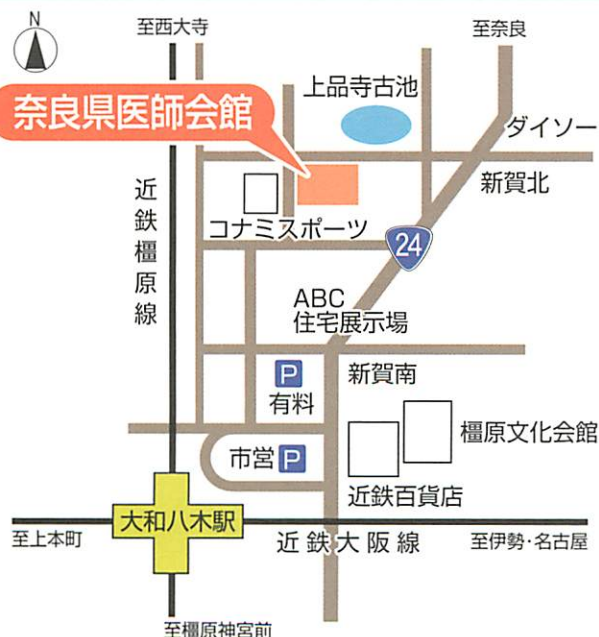 N
至西大寺
至奈良
上品寺古池
奈良県医師会館
ダイソー
新賀北
コナミスポーツ
近鉄橿原線
24
ABC
住宅展示場
P
有料
新賀南
市営 P
橿原文化会館
近鉄百貨店
大和八木駅
至上本町
近鉄大阪線
至伊勢・名古屋
至橿原神宮前